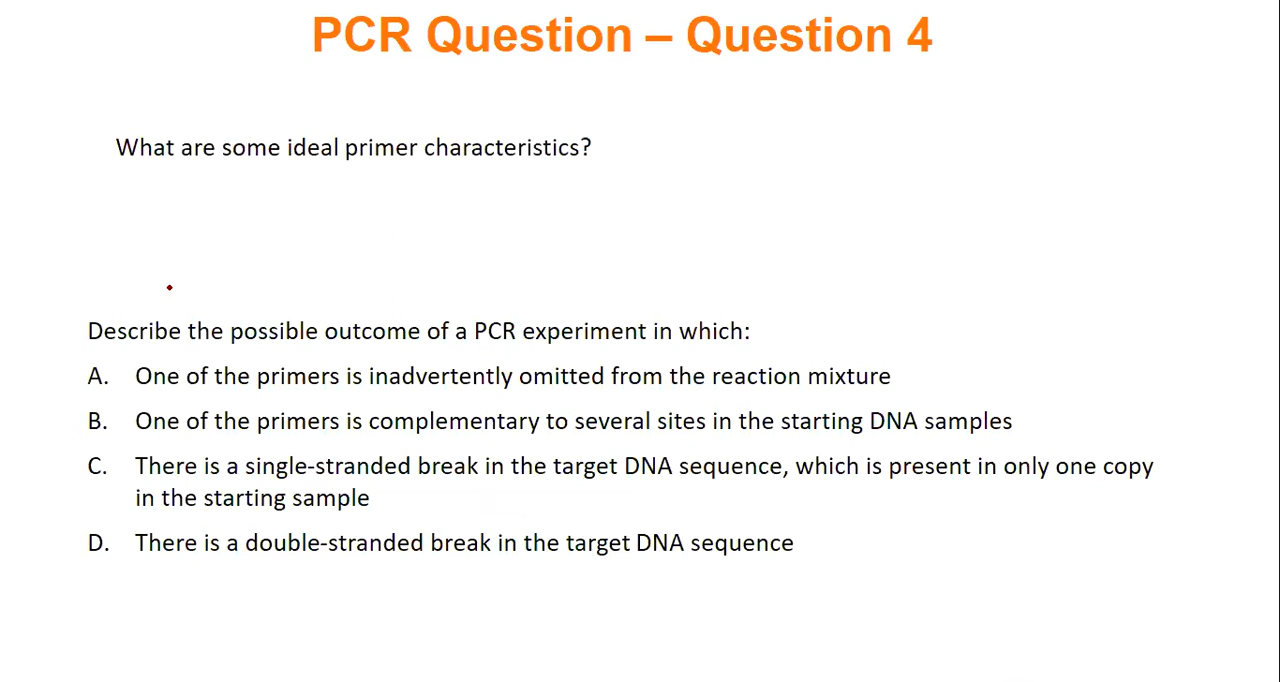 PCR Question – Question 4
What are some ideal primer characteristics?
Describe the possible outcome of a PCR experiment in which:
A. One of the primers is inadvertently omitted from the reaction mixture
B. One of the primers is complementary to several sites in the starting DNA samples
C. There is a single-stranded break in the target DNA sequence, which is present in only one copy
in the starting sample
D. There is a double-stranded break in the target DNA sequence